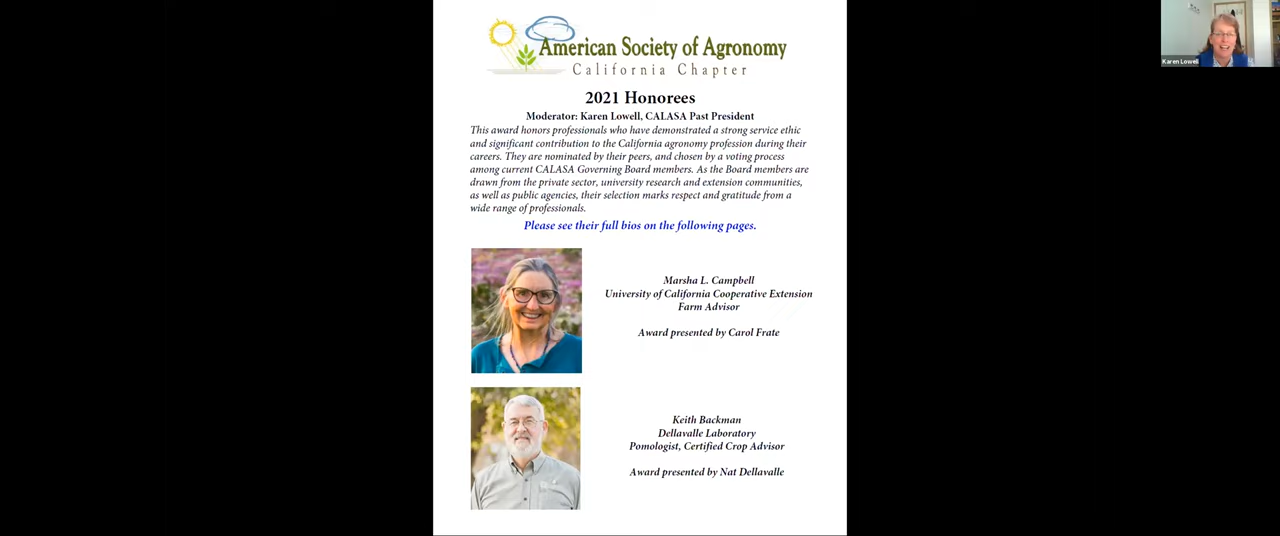 American Society of Agronomy
California Chapter
2021 Honorees
Moderator: Karen Lowell, CALASA Past President
This award honors professionals who have demonstrated a strong service ethic
and significant contribution to the California agronomy profession during their
careers. They are nominated by their peers, and chosen by a voting process
among current CALASA Governing Board members. As the Board members are
drawn from the private sector, university research and extension communities,
as well as public agencies, their selection marks respect and gratitude from a
wide range of professionals.
Please see their full bios on the following pages.
Marsha L. Campbell
University of California Cooperative Extension
Farm Advisor
Award presented by Carol Frate
Keith Backman
Dellavalle Laboratory
Pomologist, Certified Crop Advisor
Award presented by Nat Dellavalle
Karen Lowell